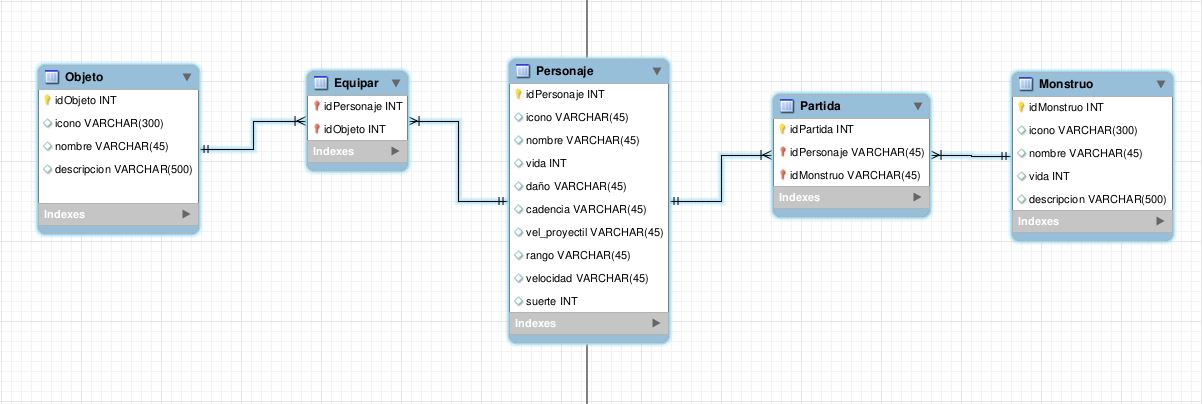 Objeto
idObjeto INT
icono VARCHAR(300)
nombre VARCHAR(45)
descripcion VARCHAR(500)
Indexes
Equipar
idPersonaje INT
idObjeto INT
Indexes
Personaje
idPersonaje INT
icono VARCHAR(45)
nombre VARCHAR(45)
vida INT
daño VARCHAR(45)
cadencia VARCHAR(45)
vel_proyectil VARCHAR(45)
rango VARCHAR(45)
velocidad VARCHAR(45)
suerte INT
Indexes
Partida
idPartida INT
idPersonaje VARCHAR(45)
idMonstruo VARCHAR(45)
Indexes
Monstruo
idMonstruo INT
icono VARCHAR(300)
nombre VARCHAR(45)
vida INT
descripcion VARCHAR(500)
Indexes